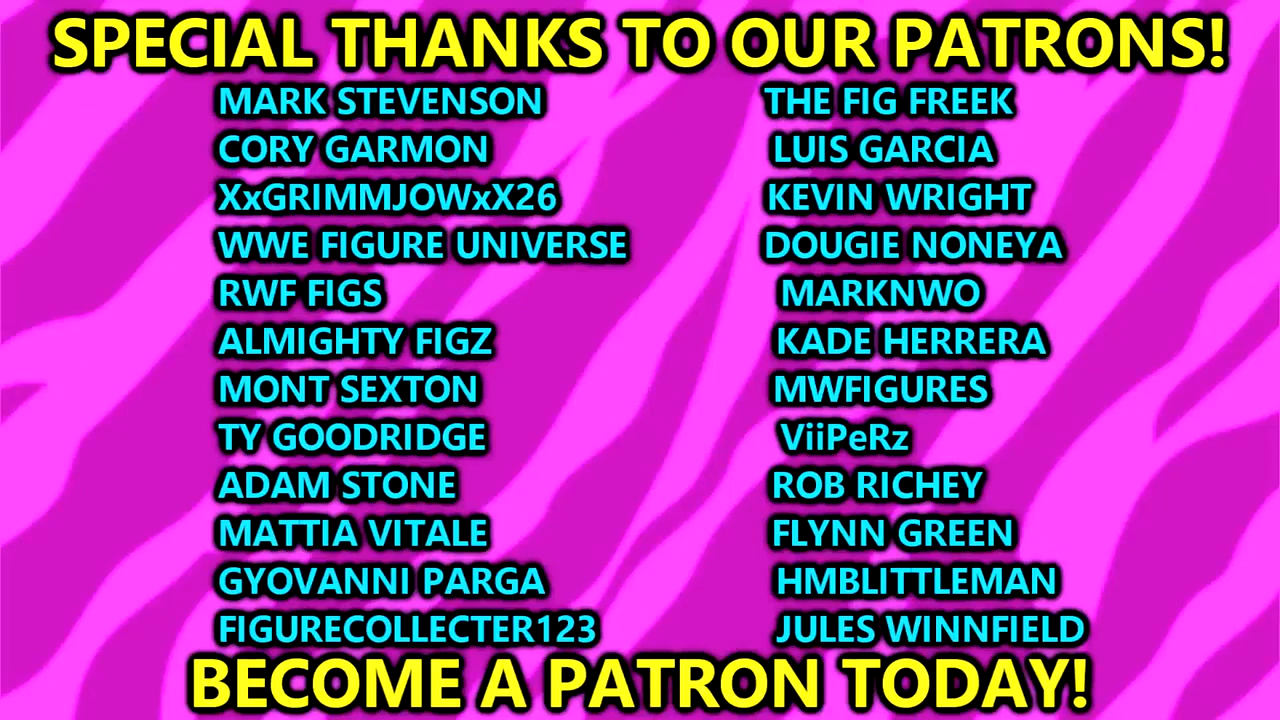 SPECIAL THANKS TO OUR PATRONS!
MARK STEVENSON
CORY GARMON
XxGRIMMJOWxX26
WWE FIGURE UNIVERSE
RWF FIGS
ALMIGHTY FIGZ
MONT SEXTON
TY GOODRIDGE
ADAM STONE
MATTIA VITALE
GYOVANNI PARGA
FIGURECOLLECTER123
THE FIG FREEK
LUIS GARCIA
KEVIN WRIGHT
DOUGIE NONEYA
MARKNWO
KADE HERRERA
MWFIGURES
ViiPeRz
ROB RICHEY
FLYNN GREEN
HMBLITTLEMAN
JULES WINNFIELD
BECOME A PATRON TODAY!